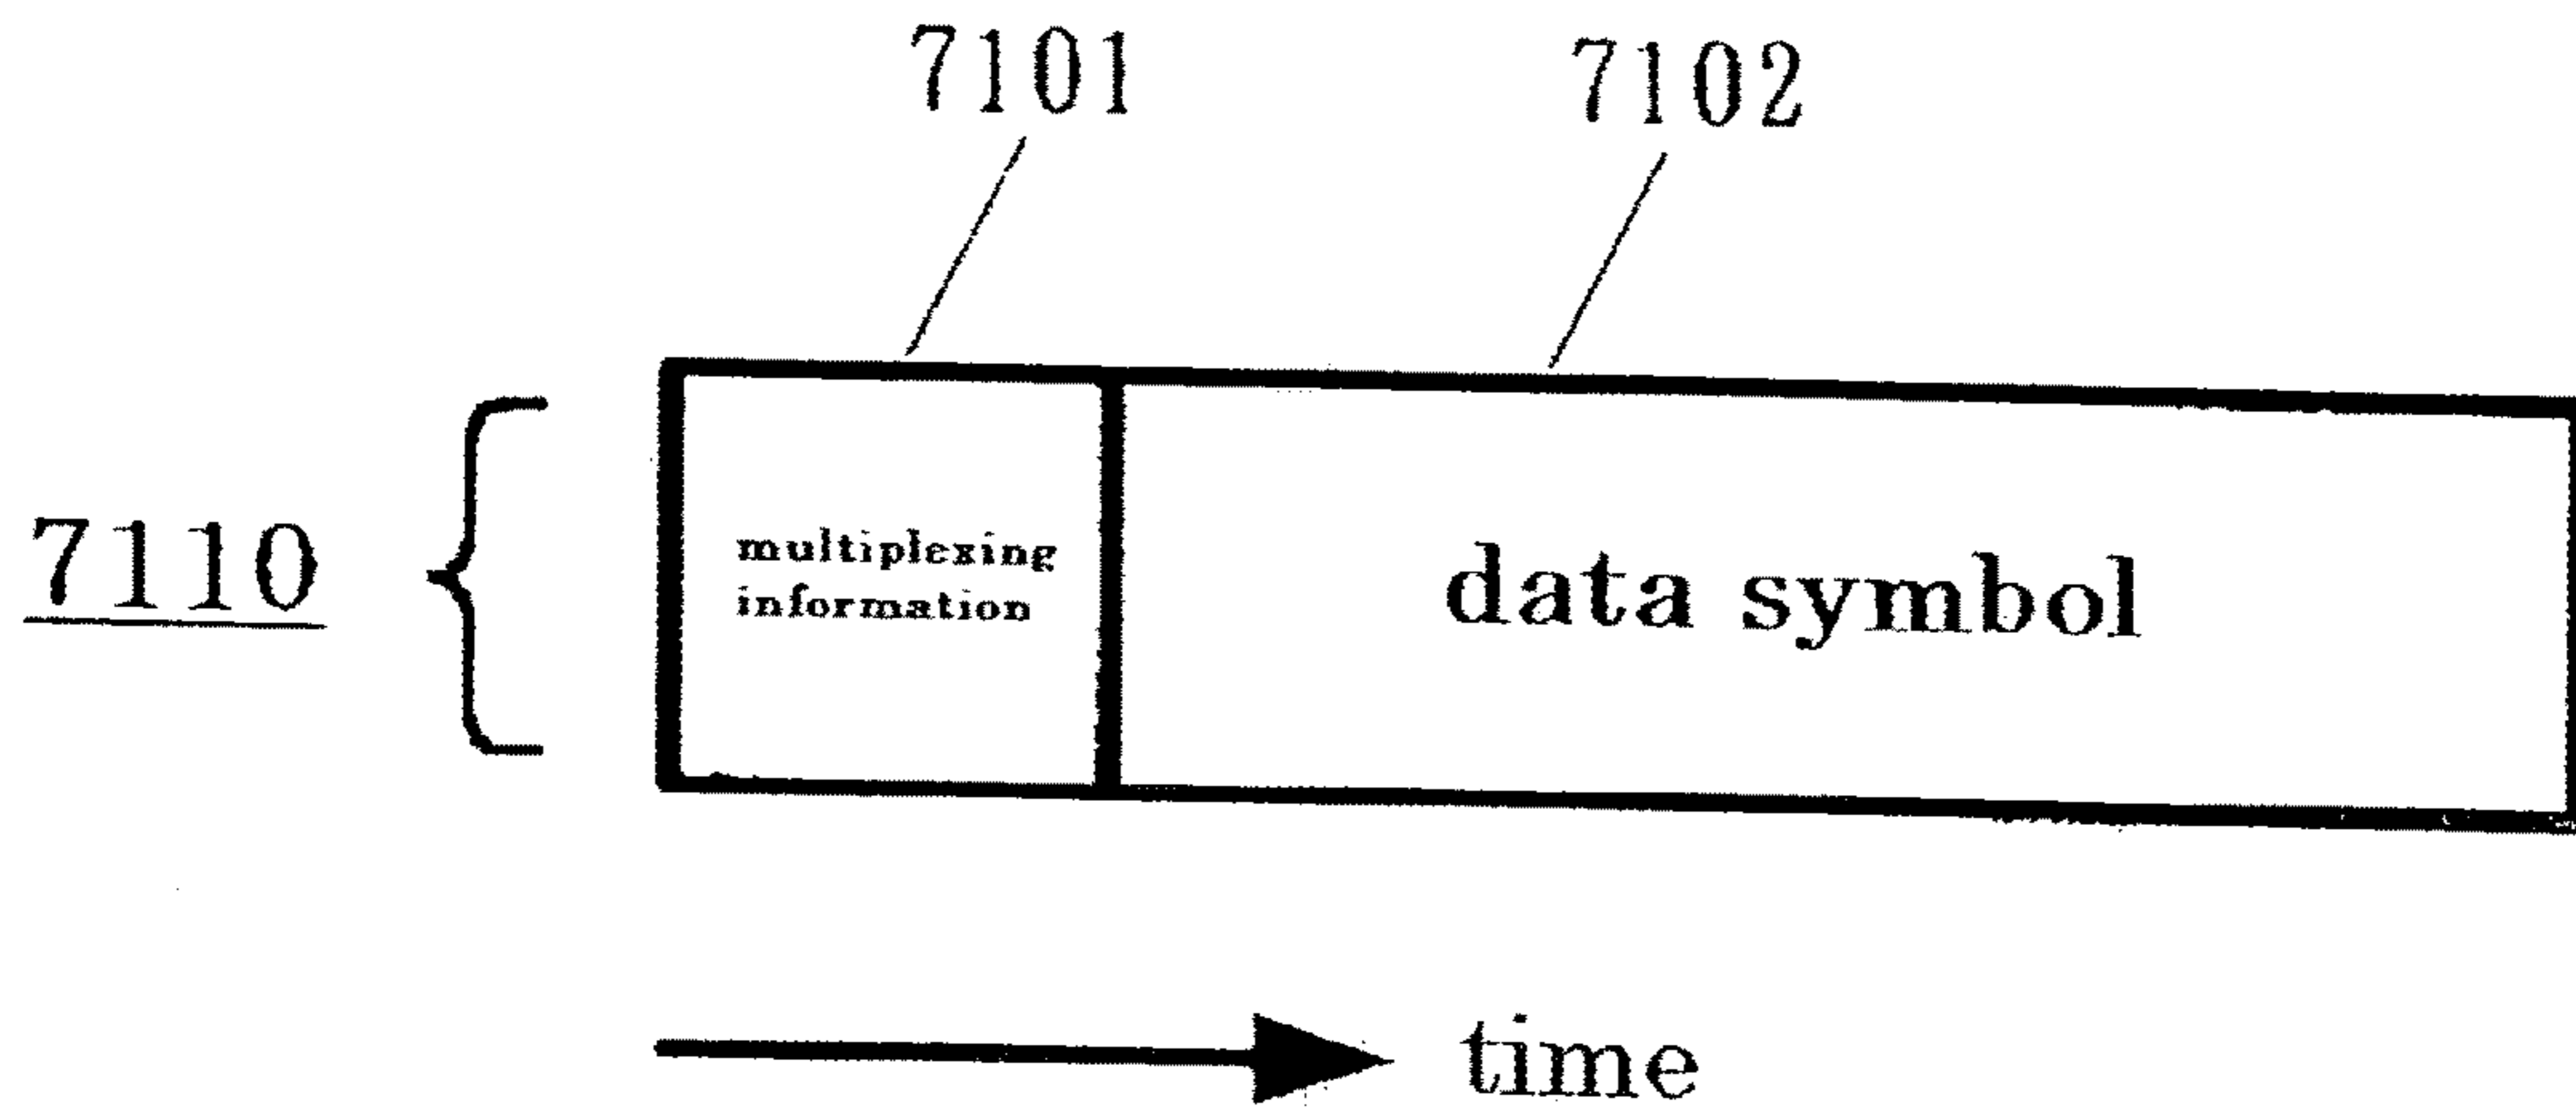 7101
7102
7110
multiplexing
information
data symbol
time